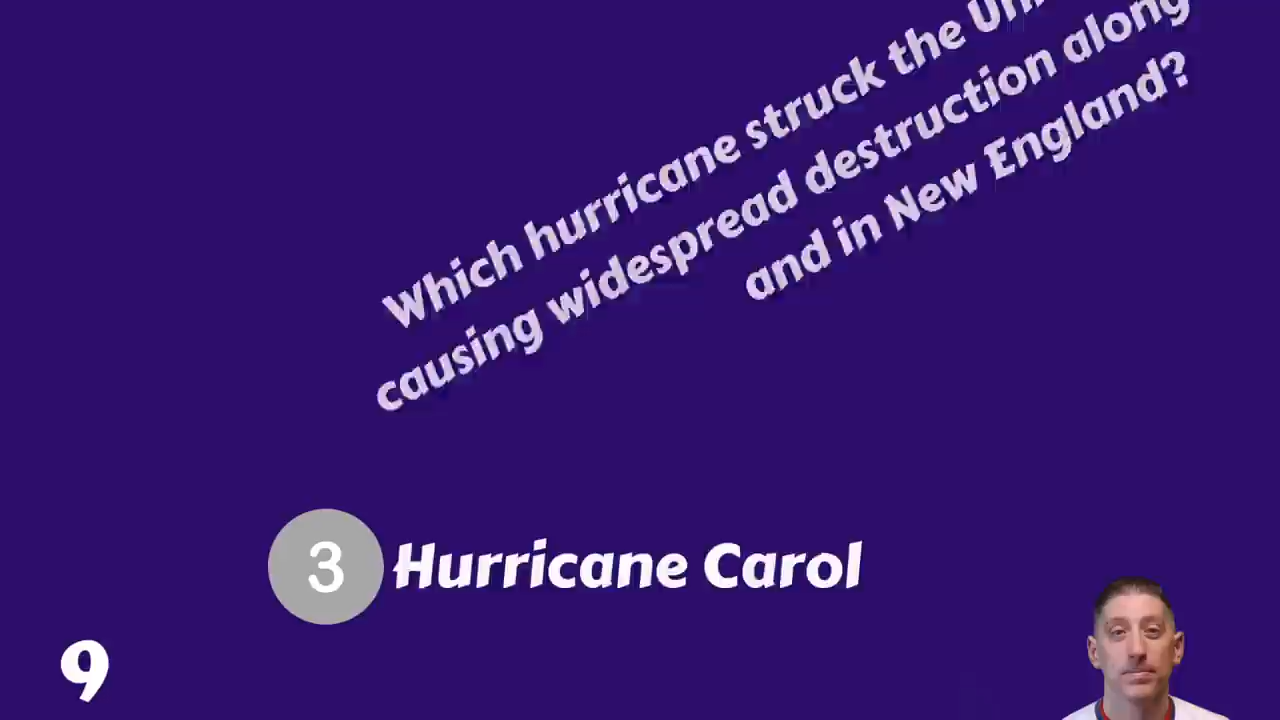 Which hurricane struck the
causing widespread destruction along
and in New England?
3 Hurricane Carol
9